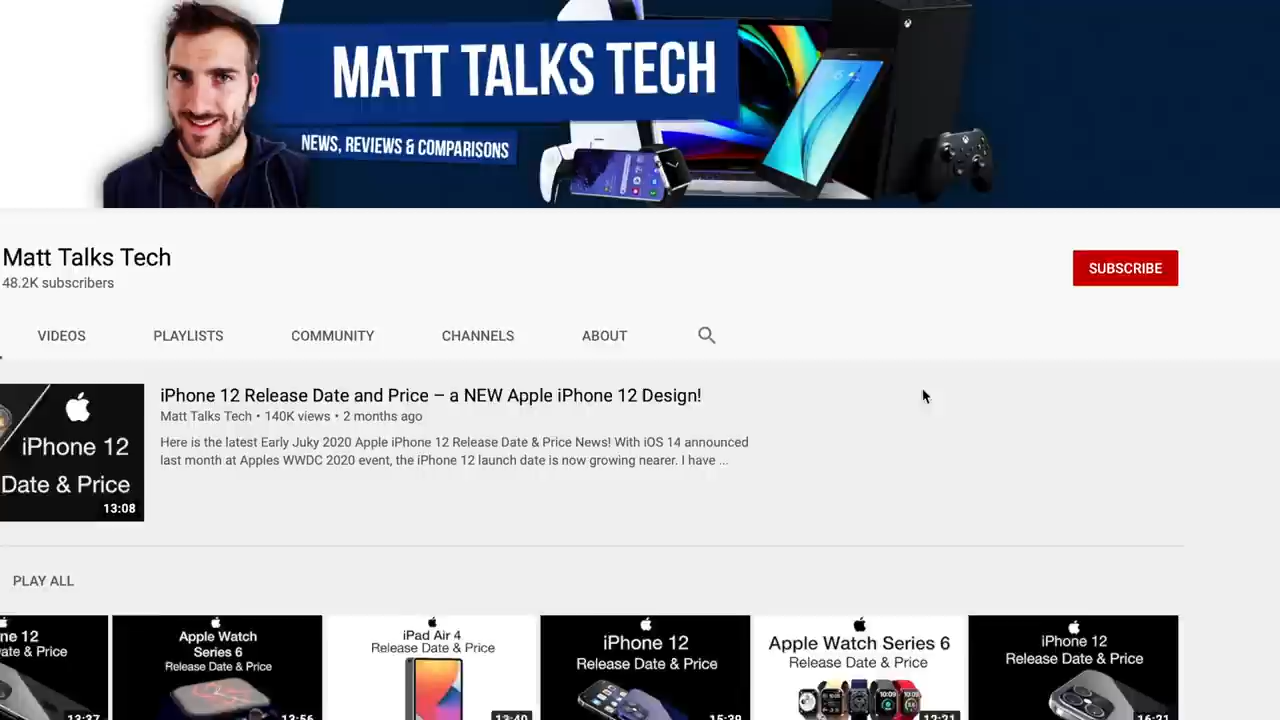 MATT TALKS TECH
NEWS, REVIEWS & COMPARISONS
Matt Talks Tech
48.2K subscribers
SUBSCRIBE
VIDEOS PLAYLISTS COMMUNITY CHANNELS ABOUT
iPhone 12
Date & Price
13:08
iPhone 12 Release Date and Price – a NEW Apple iPhone 12 Design!
Matt Talks Tech • 140K views • 2 months ago
Here is the latest Early Juky 2020 Apple iPhone 12 Release Date & Price News! With iOS 14 announced
last month at Apples WWDC 2020 event, the iPhone 12 launch date is now growing nearer. I have ...
PLAY ALL
ne 12
Date & Price
13:37
Apple Watch
Series 6
Release Date & Price
13:56
iPad Air 4
Release Date & Price
13:40
iPhone 12
Release Date & Price
15:39
Apple Watch Series 6
Release Date & Price
12:21
iPhone 12
Release Date & Price
16:21